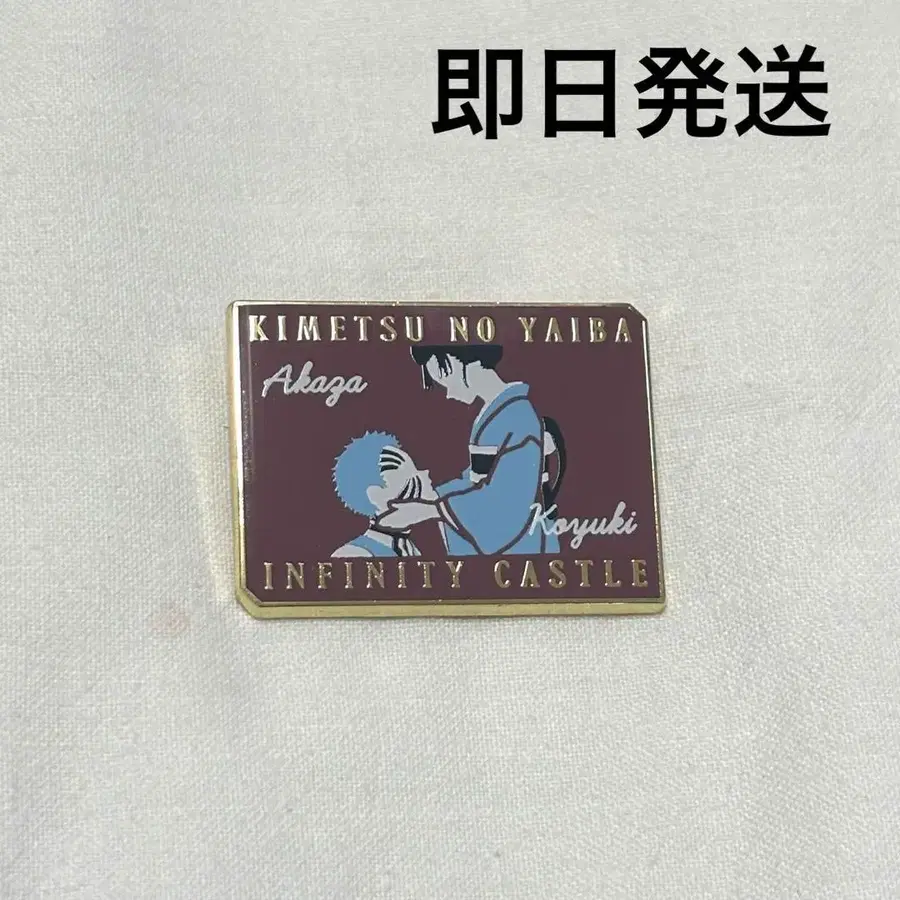 即日発送
KIMETSU NO YAIBA
Akaza
Koyuki
INFINITY CASTLE